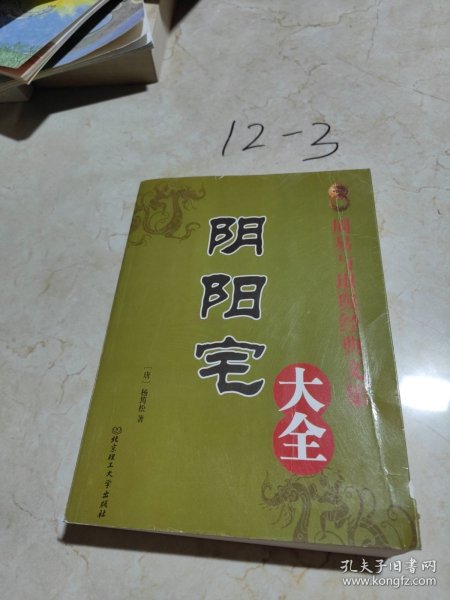 12-3
阴阳宅
大全
[唐] 杨筠松 著
北京理工大学出版社
孔夫子旧书网
www.kongfz.com